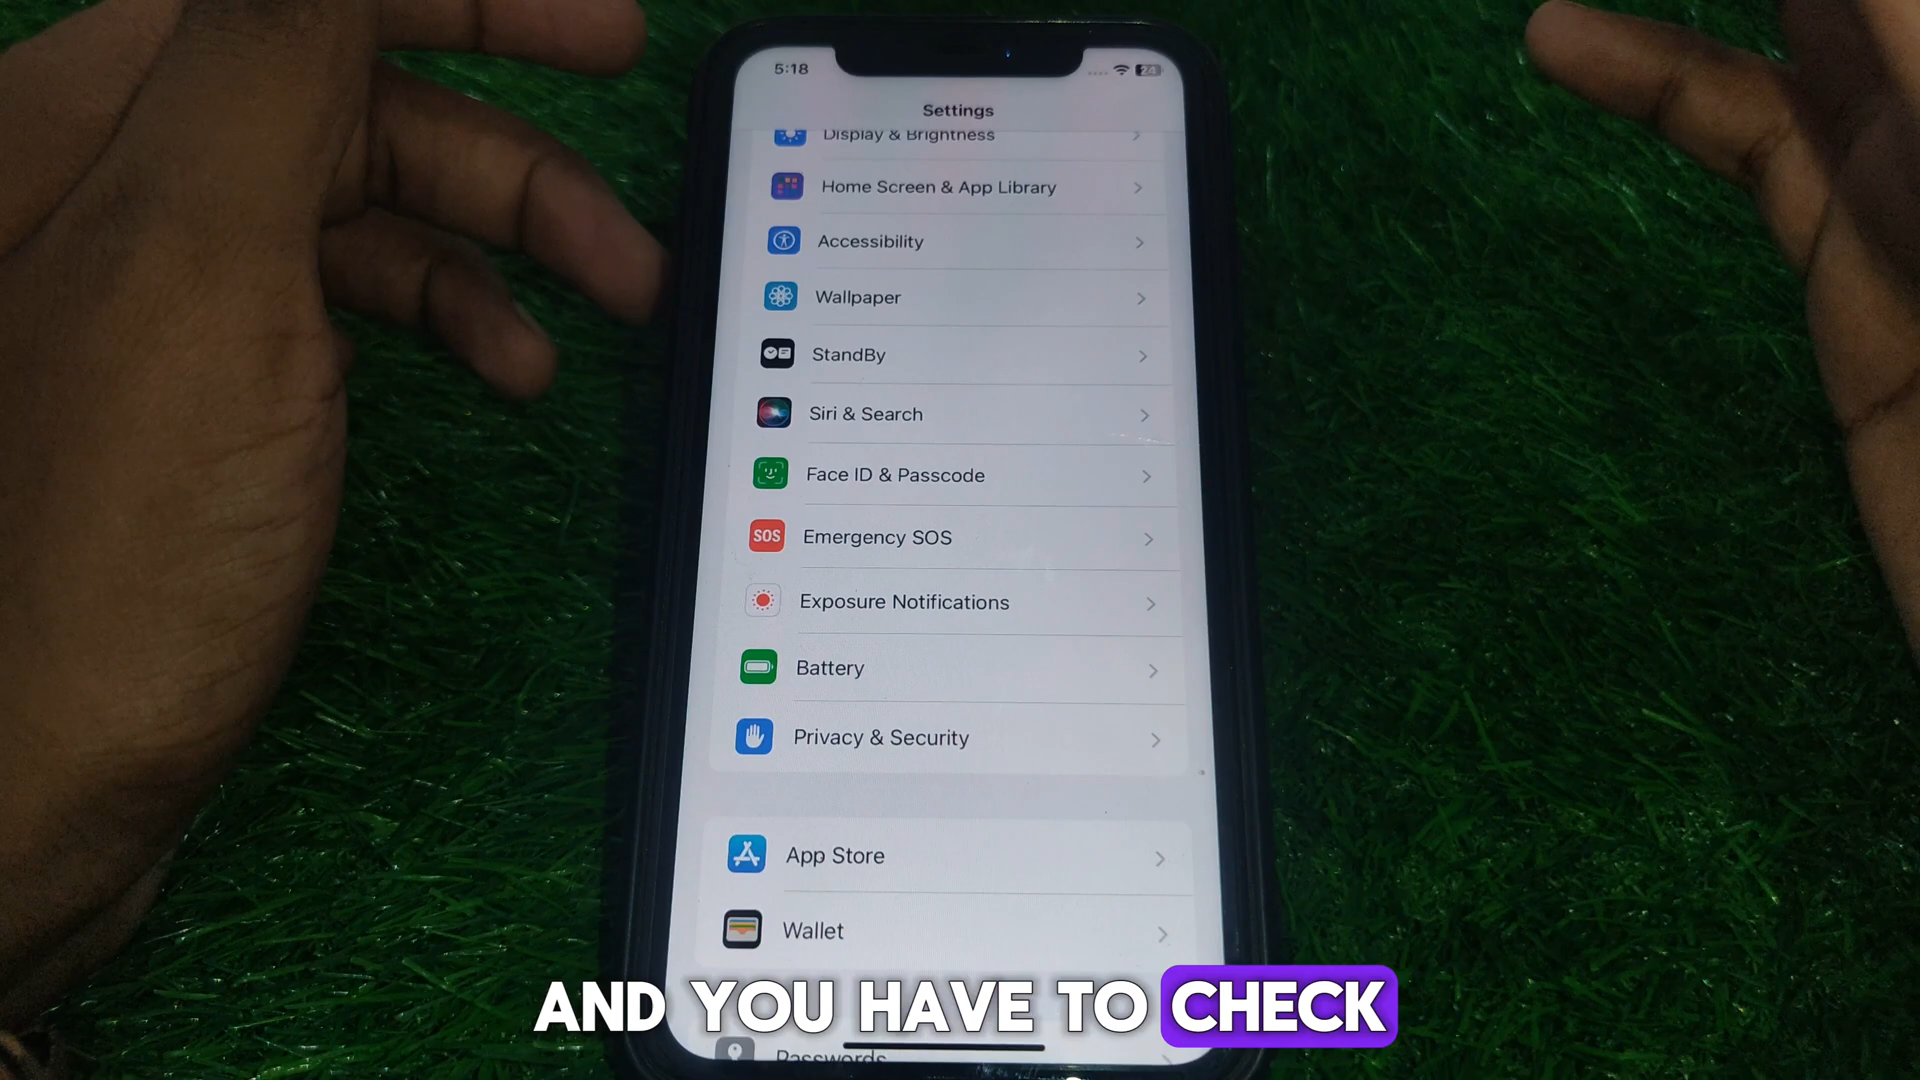 5:18
24
Settings
Display & Brightness
Home Screen & App Library
Accessibility
Wallpaper
StandBy
Siri & Search
Face ID & Passcode
SOS
Emergency SOS
Exposure Notifications
Battery
Privacy & Security
App Store
Wallet
AND YOU HAVE TO CHECK
Passwords